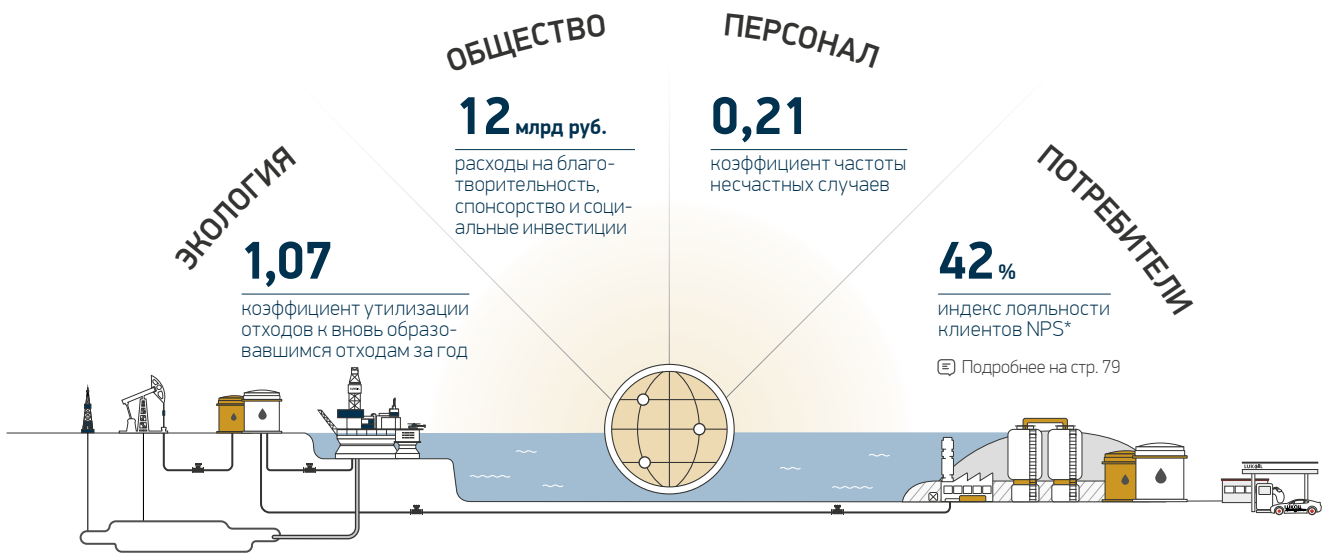 ЭКОЛОГИЯ
1,07
коэффициент утилизации
отходов к вновь образо-
вавшимся отходам за год
ОБЩЕСТВО
12 млрд руб.
расходы на благо-
творительность,
спонсорство и соци-
альные инвестиции
ПЕРСОНАЛ
0,21
коэффициент частоты
несчастных случаев
ПОТРЕБИТЕЛИ
42 %
индекс лояльности
клиентов NPS*
Подробнее на стр. 79
LUKOIL
LUKOIL